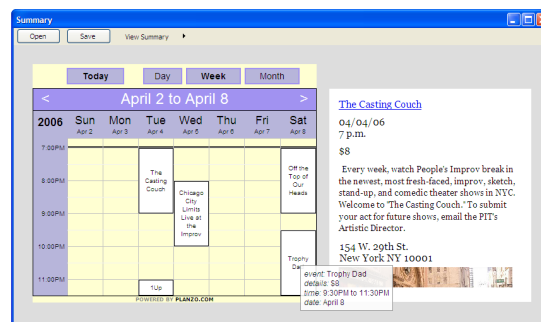 Summary
Open Save View Summary
Today Day Week Month
< April 2 to April 8 >
2006 Sun Mon Tue Wed Thu Fri Sat
Apr 2 Apr 3 Apr 4 Apr 5 Apr 6 Apr 7 Apr 8
7:00PM
8:00PM
9:00PM
10:00PM
11:00PM
The
Casting
Couch
Chicago
City
Limits
Live at
the
Improv
Off the
Top of
Our
Heads
Trophy
1Up
POWERED BY PLANZO.COM
event: Trophy Dad
details: $8
time: 9:30PM to 11:30PM
date: April 8
The Casting Couch
04/04/06
7 p.m.
$8
Every week, watch People's Improv break in
the newest, most fresh-faced, improv, sketch,
stand-up, and comedic theater shows in NYC.
Welcome to "The Casting Couch." To submit
your act for future shows, email the PIT's
Artistic Director.
154 W. 29th St.
New York NY 10001